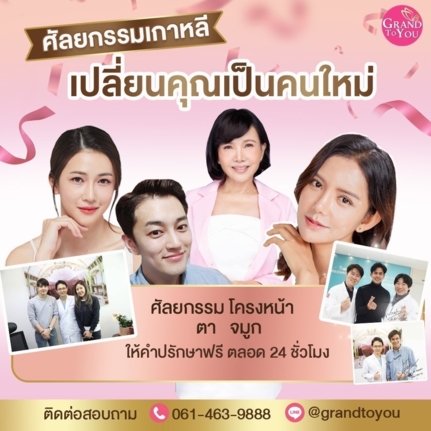 GRAND
TO YOU
ศัลยกรรมเกาหลี
เปลี่ยนคุณเป็นคนใหม่
ศัลยกรรม โครงหน้า
ตา จมูก
ให้คำปรึกษาฟรี ตลอด 24 ชั่วโมง
ติดต่อสอบถาม 061-463-9888 LINE @grandtoyou